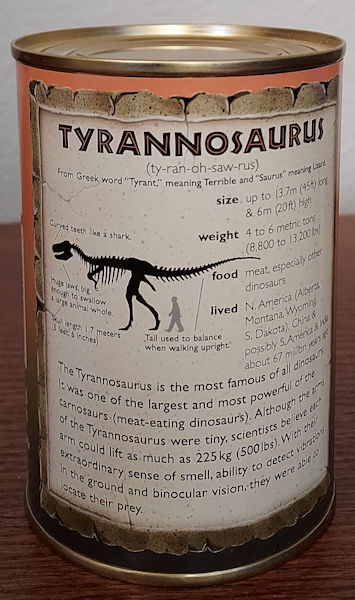 TYRANNOSAURUS
(ty-ran-oh-saw-rus)
From Greek word "Tyrant," meaning Terrible and "Saurus" meaning Lizard.
size up to 13.7m (45ft) long
& 6m (20ft) high
weight 4 to 6 metric tons
(8,800 to 13,200 lbs)
food meat, especially other
dinosaurs
lived N. America (Alberta,
Montana, Wyoming,
S. Dakota), China &
possibly S. America & India
about 67 million years ago
Curved teeth like a shark.
Huge jaws, big
enough to swallow
a large animal whole.
Skull length 1.7 meters
(5 feet, 6 inches)
Tail used to balance
when walking upright.
The Tyrannosaurus is the most famous of all dinosaurs.
It was one of the largest and most powerful of the
carnosaurs (meat-eating dinosaurs). Although the arms
of the Tyrannosaurus were tiny, scientists believe each
arm could lift as much as 225kg (500lbs). With their
extraordinary sense of smell, ability to detect vibrations
in the ground and binocular vision, they were able to
locate their prey.